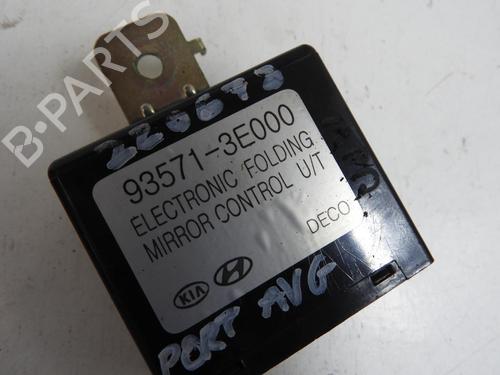 B-PARTS
220673
93571-3E000
ELECTRONIC FOLDING
MIRROR CONTROL U/T
DECO
KIA
PORT AVG